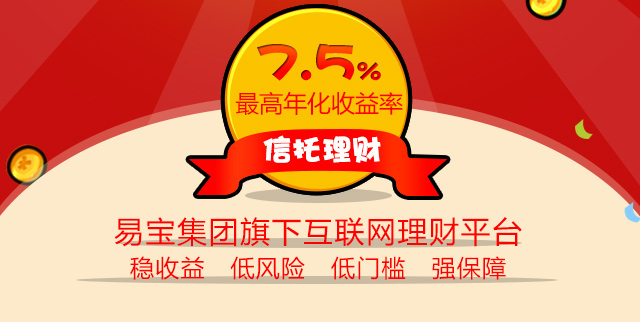 7.5%
最高年化收益率
信托理财
易宝集团旗下互联网理财平台
稳收益 低风险 低门槛 强保障